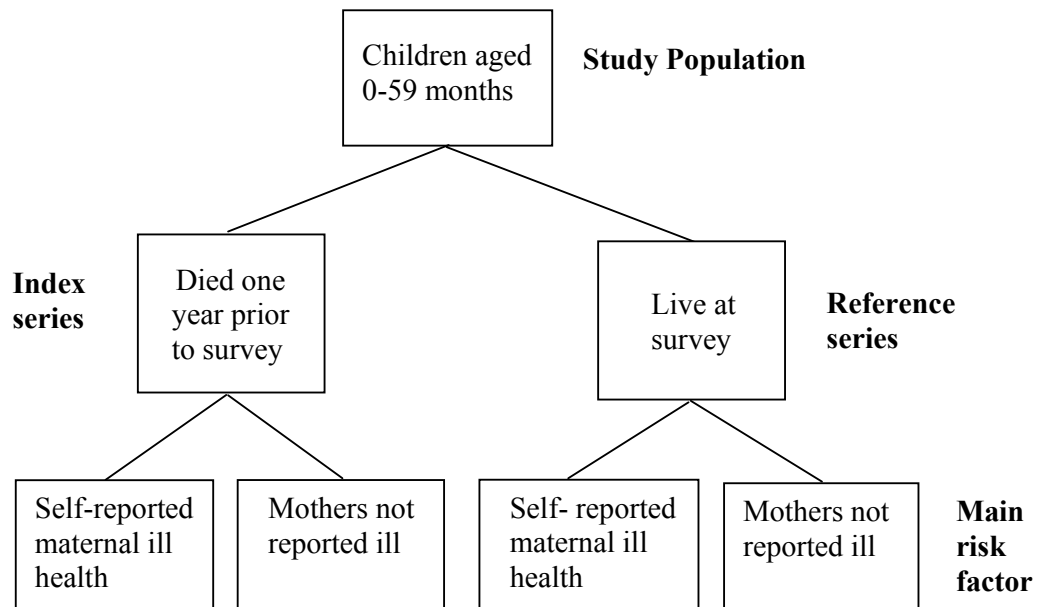 Children aged
0-59 months
Study Population
Index
series
Died one
year prior
to survey
Live at
survey
Reference
series
Self-reported
maternal ill
health
Mothers not
reported ill
Self- reported
maternal ill
health
Mothers not
reported ill
Main
risk
factor